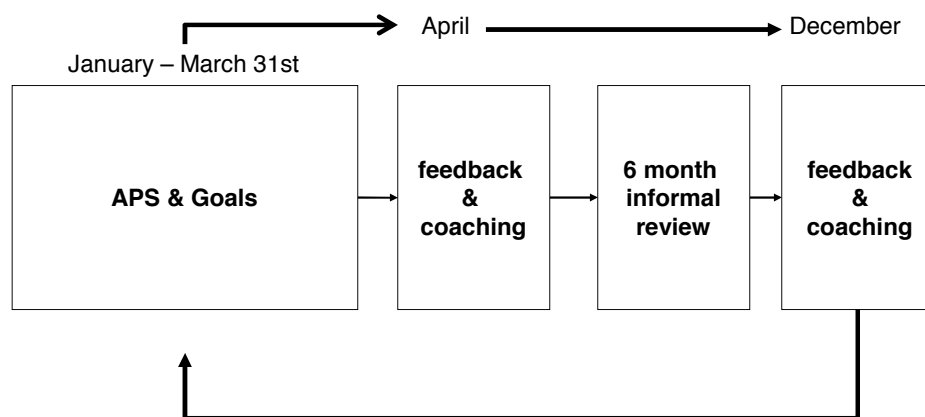 April
December
January – March 31st
APS & Goals
feedback
&
coaching
6 month
informal
review
feedback
&
coaching